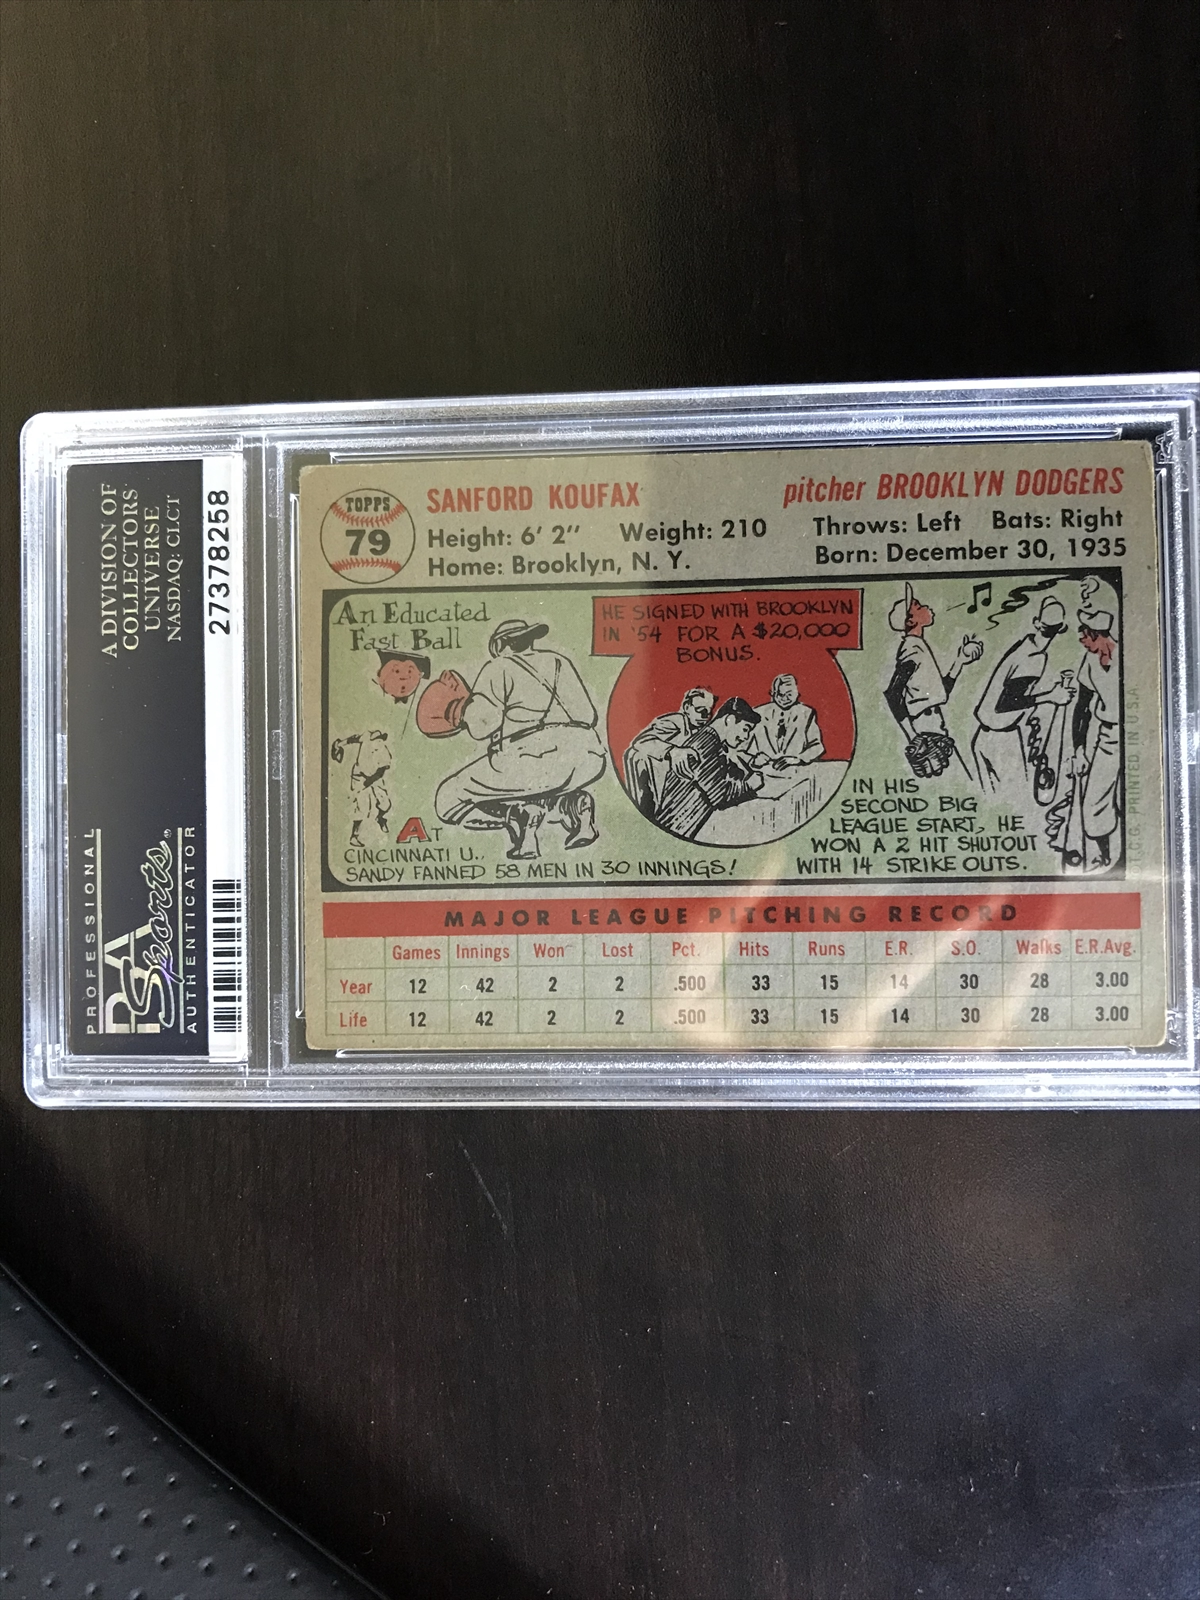 A DIVISION OF
COLLECTORS
UNIVERSE
NASDAQ: CLCT
27378258
PROFESSIONAL
PSA
Sports®
AUTHENTICATOR
TOPPS
79
SANFORD KOUFAX
pitcher BROOKLYN DODGERS
Height: 6' 2" Weight: 210 Throws: Left Bats: Right
Home: Brooklyn, N. Y. Born: December 30, 1935
An Educated
Fast Ball
HE SIGNED WITH BROOKLYN
IN '54 FOR A $20,000
BONUS.
AT
CINCINNATI U.,
SANDY FANNED 58 MEN IN 30 INNINGS!
IN HIS
SECOND BIG
LEAGUE START, HE
WON A 2 HIT SHUTOUT
WITH 14 STRIKE OUTS.
T.C.G. PRINTED IN U.S.A.
MAJOR LEAGUE PITCHING RECORD
Games Innings Won Lost Pct. Hits Runs E.R. S.O. Walks E.R.Avg.
Year 12 42 2 2 .500 33 15 14 30 28 3.00
Life 12 42 2 2 .500 33 15 14 30 28 3.00